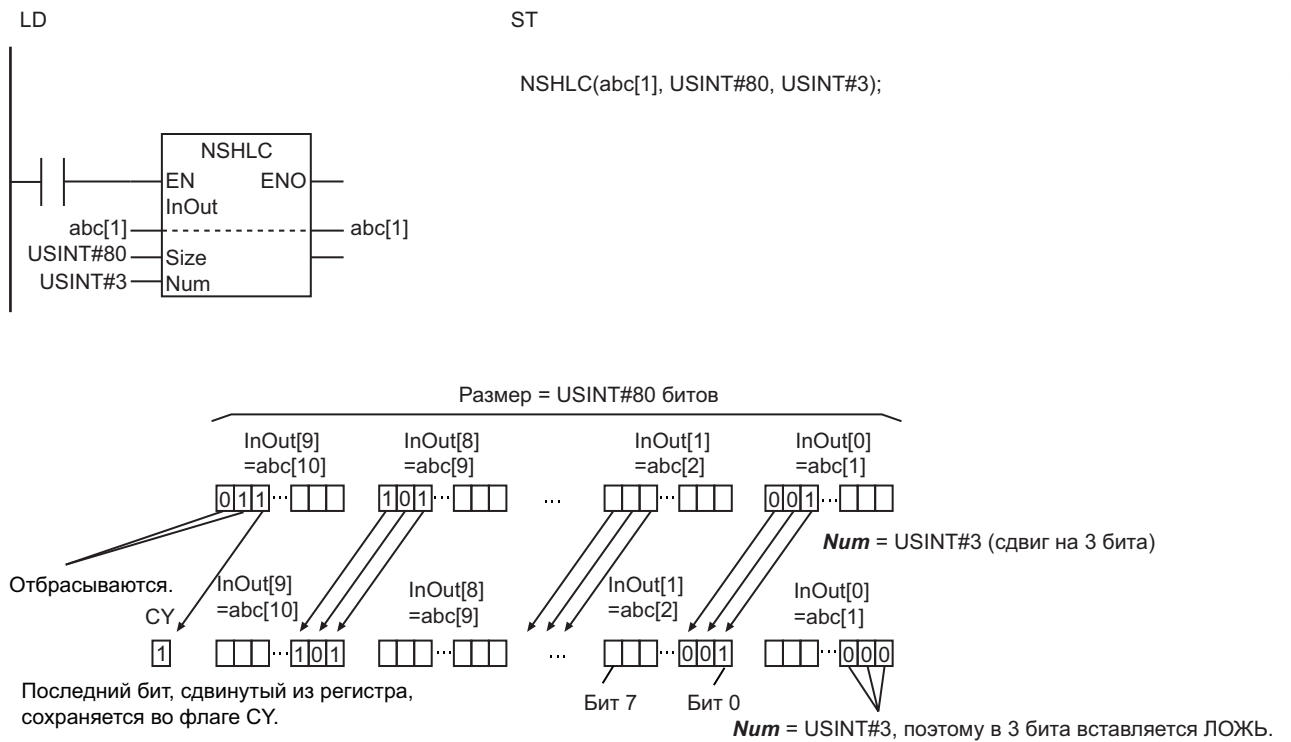 LD
ST
NSHLC(abc[1], USINT#80, USINT#3);
NSHLC
EN ENO
InOut
abc[1] abc[1]
USINT#80 Size
USINT#3 Num
Размер = USINT#80 битов
InOut[9] InOut[8] InOut[1] InOut[0]
=abc[10] =abc[9] =abc[2] =abc[1]
0 1 1 ... 1 0 1 ... ... ... 0 0 1 ...
Num = USINT#3 (сдвиг на 3 бита)
Отбрасываются.
InOut[9] InOut[8] InOut[1] InOut[0]
CY =abc[10] =abc[9] =abc[2] =abc[1]
1 ... 1 0 1 ... ... ... 0 0 1 ... 0 0 0
Последний бит, сдвинутый из регистра,
сохраняется во флаге CY.
Бит 7 Бит 0
Num = USINT#3, поэтому в 3 бита вставляется ЛОЖЬ.